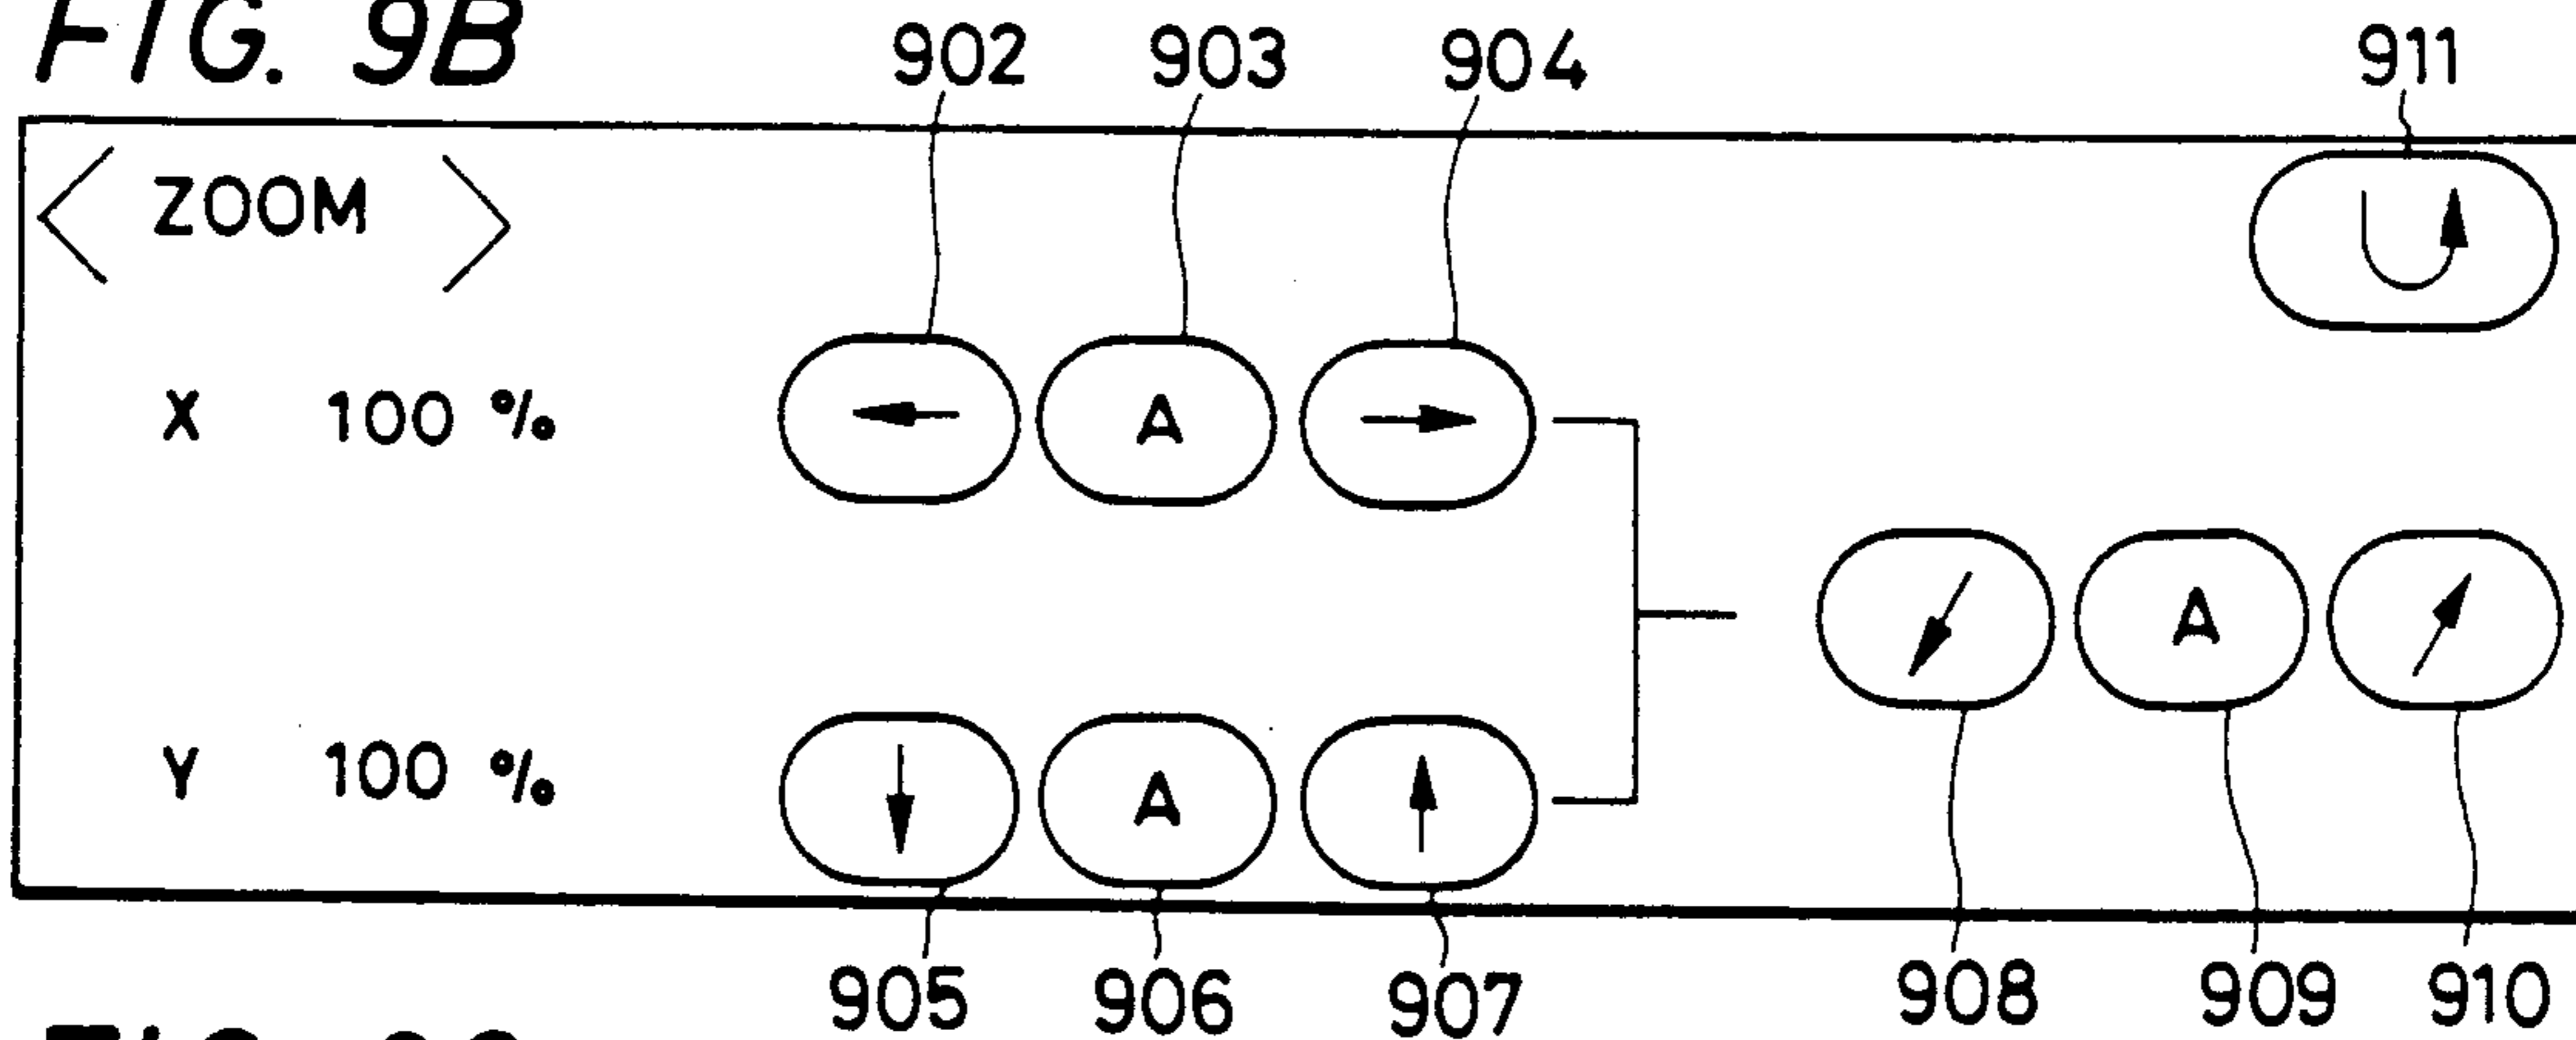 FIG. 9B
902 903 904 911
< ZOOM >
X 100 % ← A → 
↙ A ↗
Y 100 % ↓ A ↑
905 906 907 908 909 910